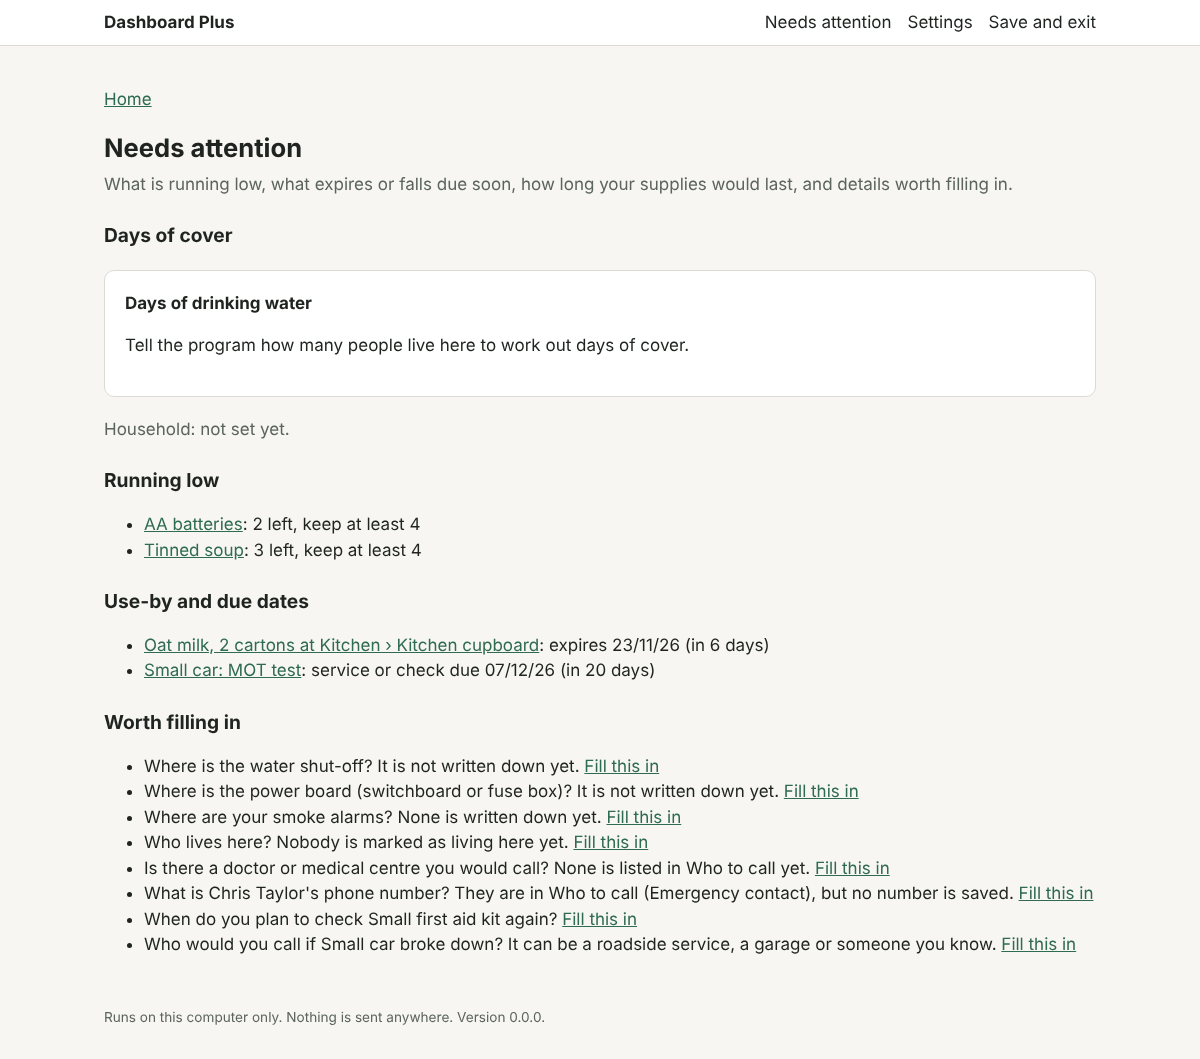 Dashboard Plus
Needs attention Settings Save and exit
Home
Needs attention
What is running low, what expires or falls due soon, how long your supplies would last, and details worth filling in.
Days of cover
Days of drinking water
Tell the program how many people live here to work out days of cover.
Household: not set yet.
Running low
• AA batteries: 2 left, keep at least 4
• Tinned soup: 3 left, keep at least 4
Use-by and due dates
• Oat milk, 2 cartons at Kitchen › Kitchen cupboard: expires 23/11/26 (in 6 days)
• Small car: MOT test: service or check due 07/12/26 (in 20 days)
Worth filling in
• Where is the water shut-off? It is not written down yet. Fill this in
• Where is the power board (switchboard or fuse box)? It is not written down yet. Fill this in
• Where are your smoke alarms? None is written down yet. Fill this in
• Who lives here? Nobody is marked as living here yet. Fill this in
• Is there a doctor or medical centre you would call? None is listed in Who to call yet. Fill this in
• What is Chris Taylor's phone number? They are in Who to call (Emergency contact), but no number is saved. Fill this in
• When do you plan to check Small first aid kit again? Fill this in
• Who would you call if Small car broke down? It can be a roadside service, a garage or someone you know. Fill this in
Runs on this computer only. Nothing is sent anywhere. Version 0.0.0.